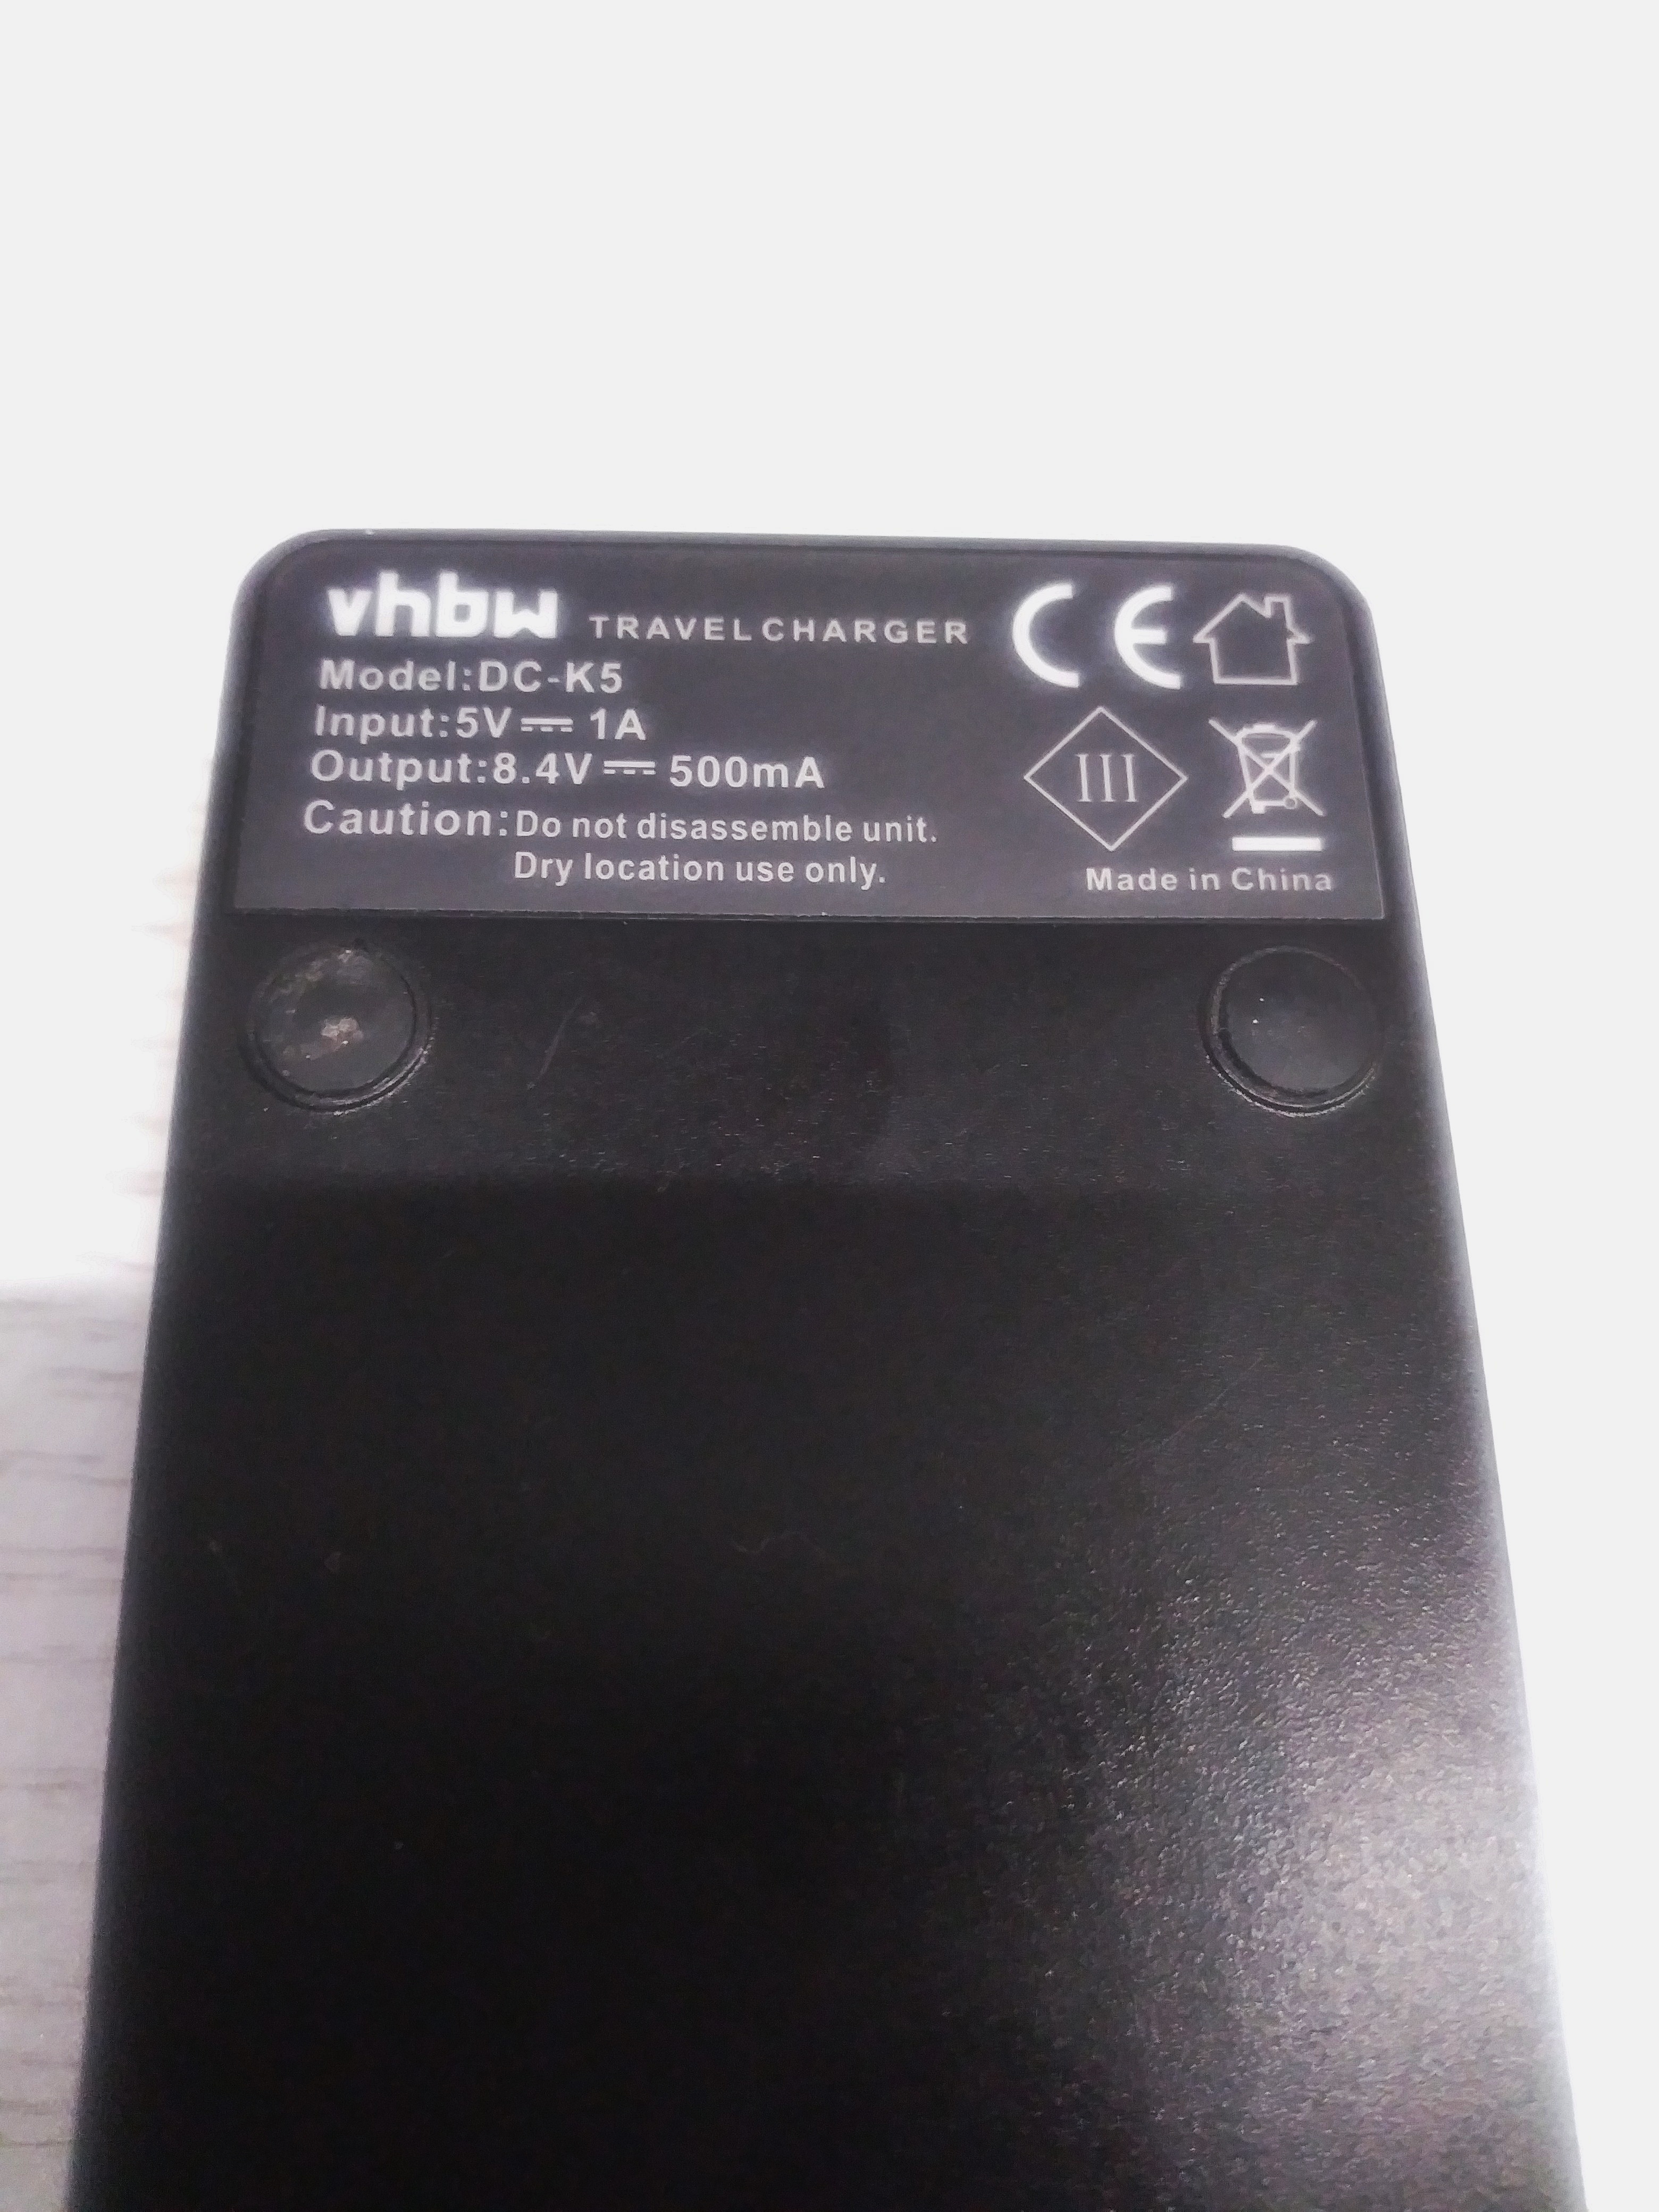 vhbw TRAVEL CHARGER CE
Model:DC-K5
Input:5V⎓1A
Output:8.4V⎓500mA
III
Caution:Do not disassemble unit.
Dry location use only.
Made in China